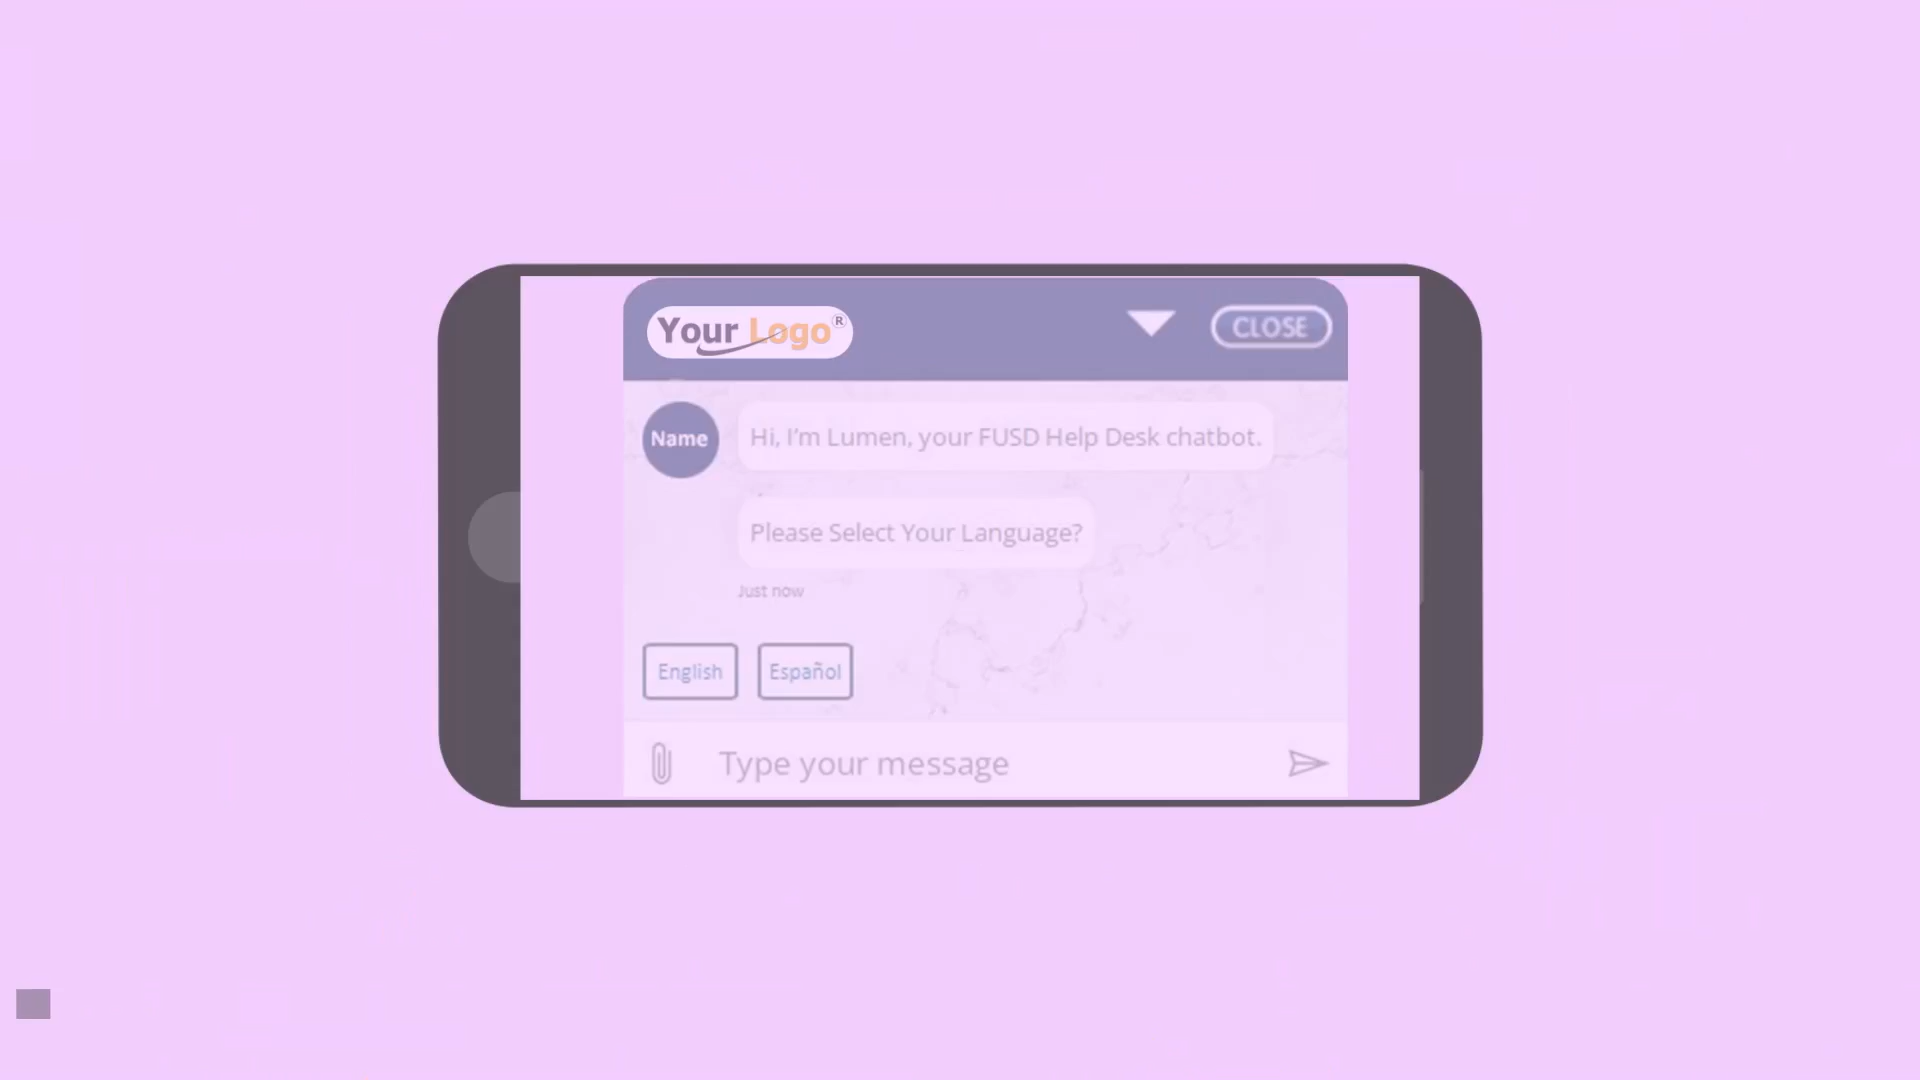 Your Logo®
CLOSE
Name
Hi, I'm Lumen, your FUSD Help Desk chatbot.
Please Select Your Language?
Just now
English
Español
Type your message